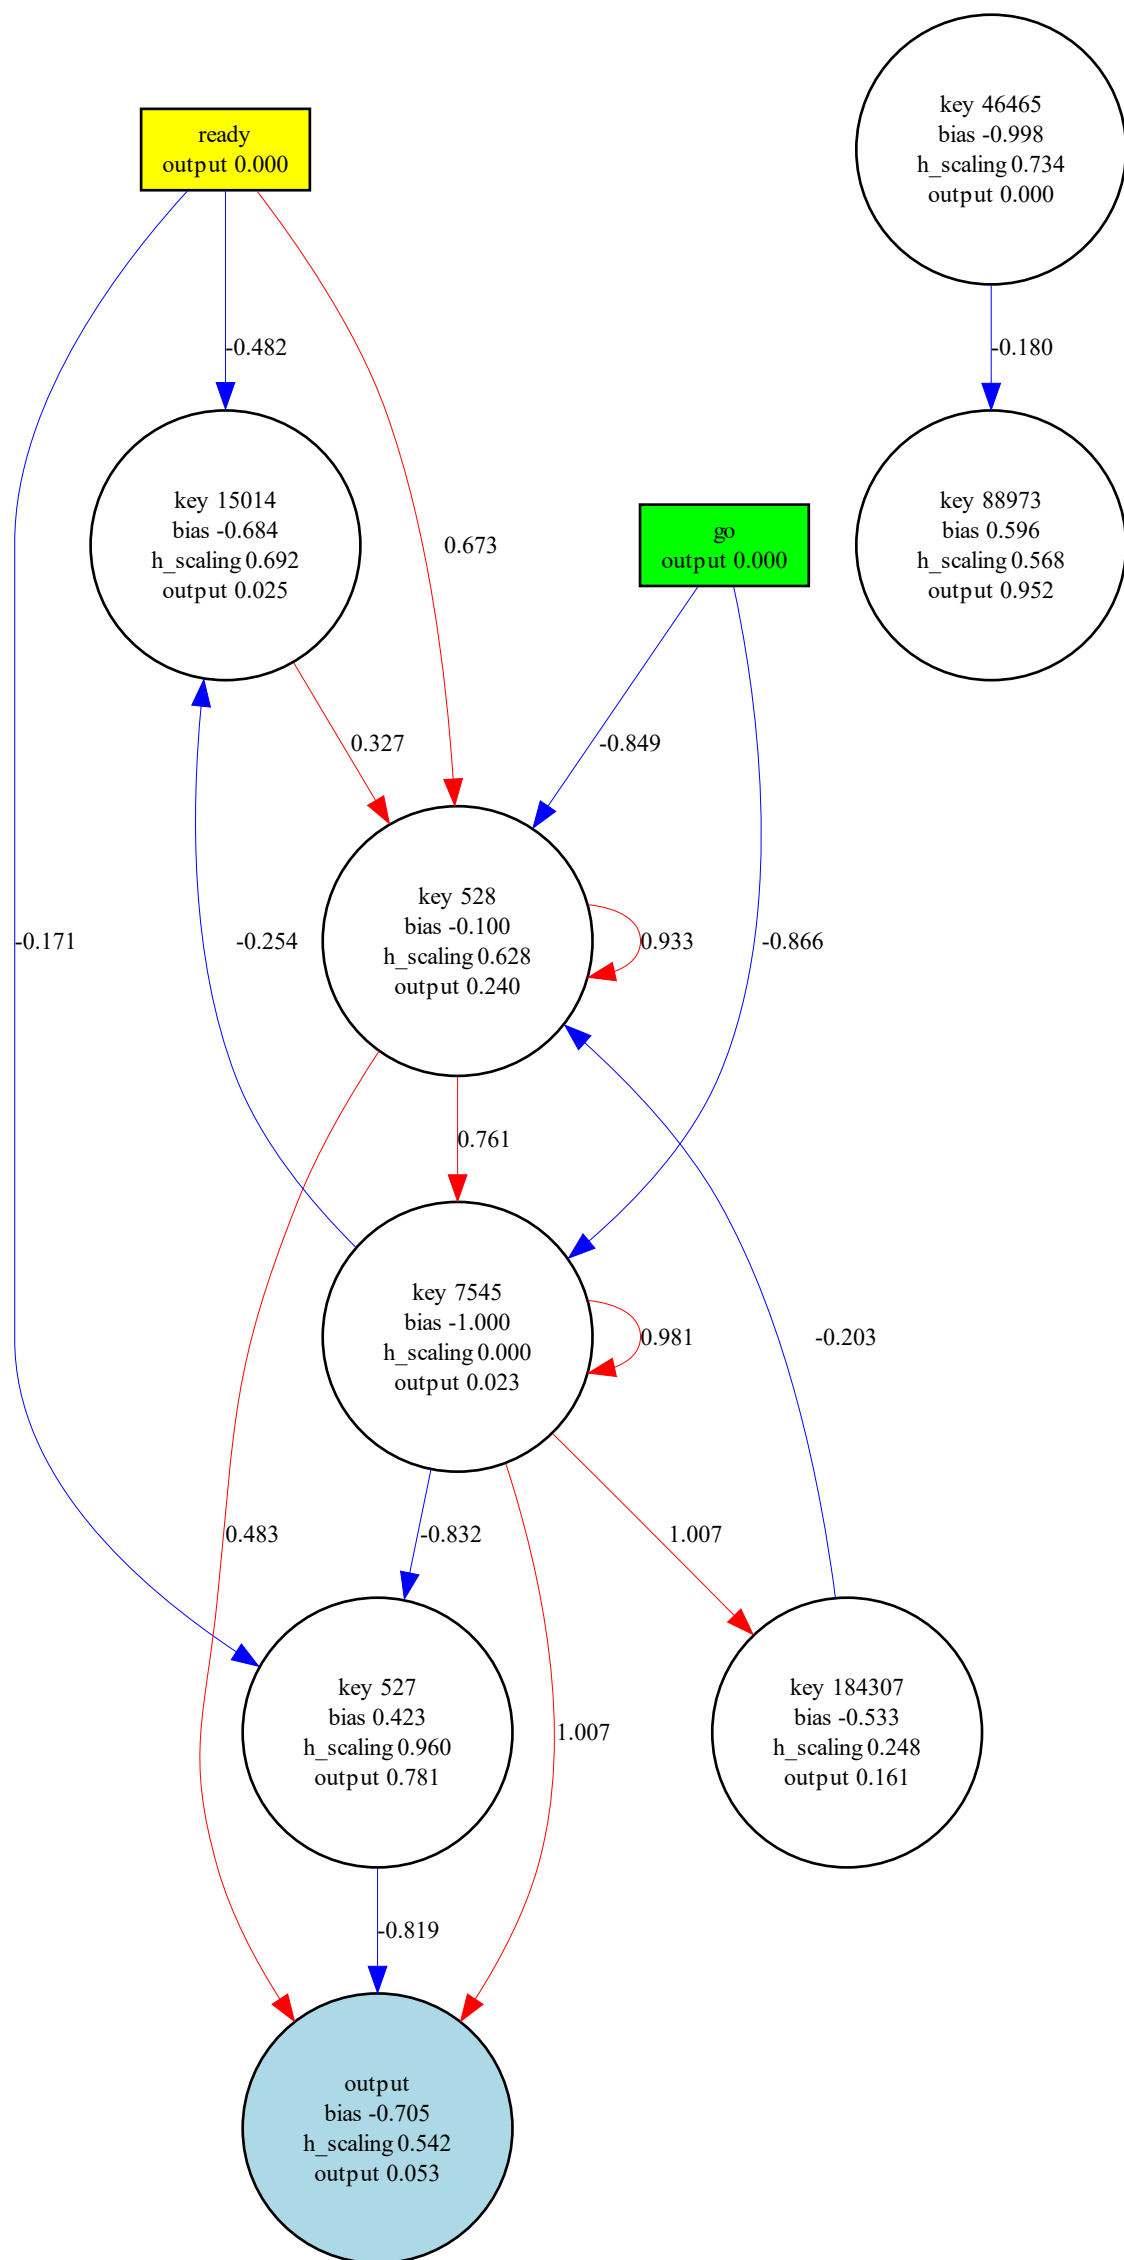 key 46465
bias -0.998
h_scaling 0.734
output 0.000
ready
output 0.000
-0.482
-0.180
key 15014
bias -0.684
h_scaling 0.692
output 0.025
0.673
go
output 0.000
key 88973
bias 0.596
h_scaling 0.568
output 0.952
0.327
-0.849
-0.171
-0.254
key 528
bias -0.100
h_scaling 0.628
output 0.240
0.933
-0.866
0.761
key 7545
bias -1.000
h_scaling 0.000
output 0.023
0.981
-0.203
0.483
-0.832
1.007
key 527
bias 0.423
h_scaling 0.960
output 0.781
1.007
key 184307
bias -0.533
h_scaling 0.248
output 0.161
-0.819
output
bias -0.705
h_scaling 0.542
output 0.053